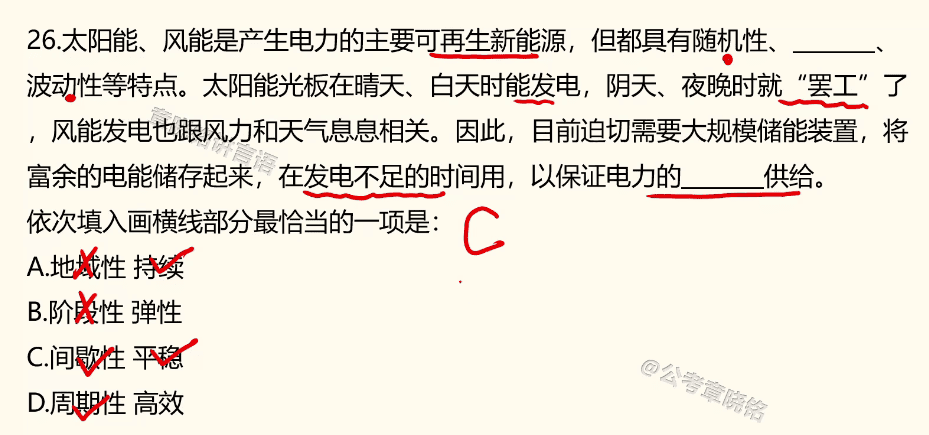 26.太阳能、风能是产生电力的主要可再生新能源，但都具有随机性、______、
波动性等特点。太阳能光板在晴天、白天时能发电，阴天、夜晚时就“罢工”了
，风能发电也跟风力和天气息息相关。因此，目前迫切需要大规模储能装置，将
富余的电能储存起来，在发电不足的时间用，以保证电力的______供给。
依次填入画横线部分最恰当的一项是：
C
A.地域性 持续
B.阶段性 弹性
C.间歇性 平稳
D.周期性 高效
@公考章晓铭